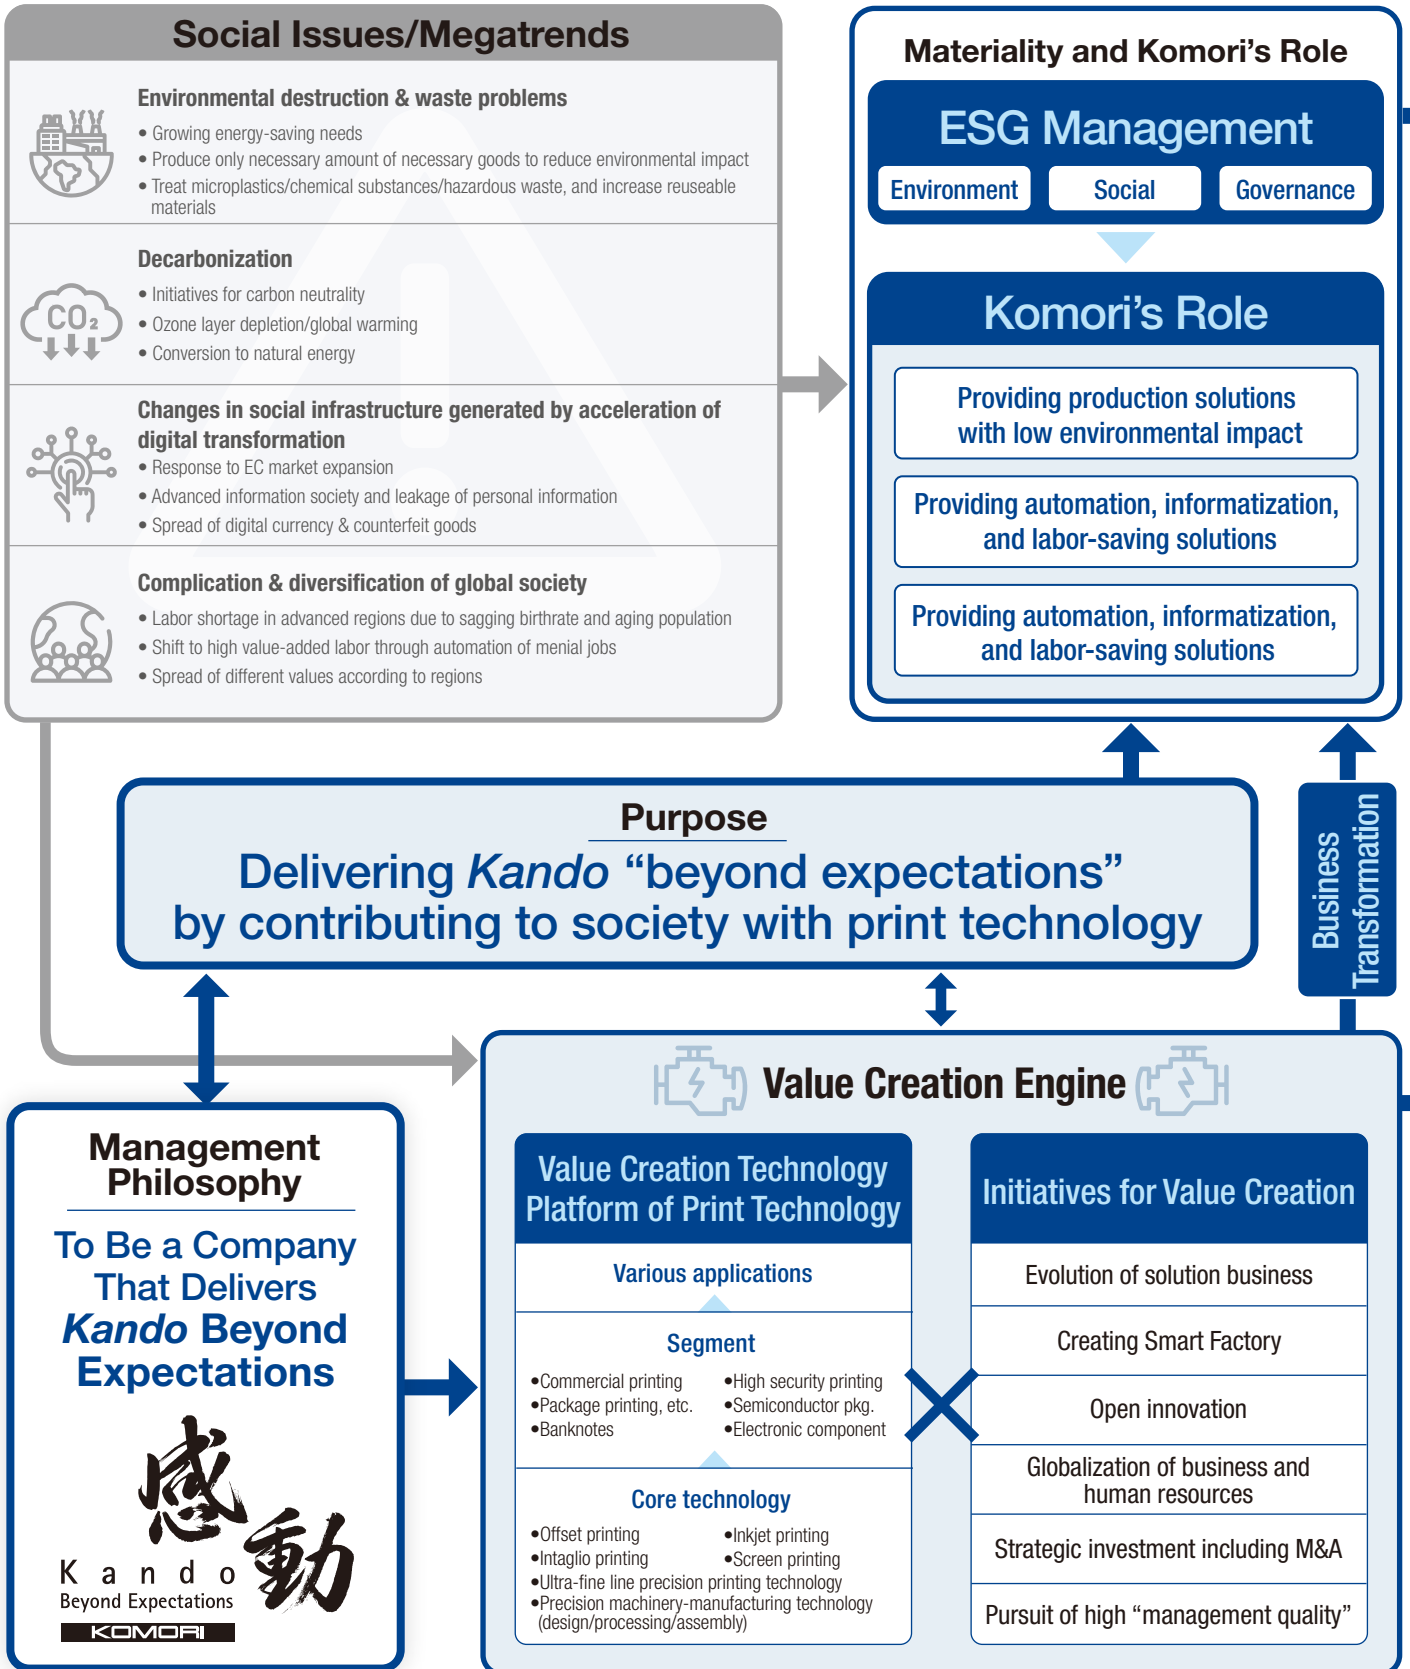 Social Issues/Megatrends
Environmental destruction & waste problems
• Growing energy-saving needs
• Produce only necessary amount of necessary goods to reduce environmental impact
• Treat microplastics/chemical substances/hazardous waste, and increase reuseable
materials
CO₂
Decarbonization
• Initiatives for carbon neutrality
• Ozone layer depletion/global warming
• Conversion to natural energy
Changes in social infrastructure generated by acceleration of
digital transformation
• Response to EC market expansion
• Advanced information society and leakage of personal information
• Spread of digital currency & counterfeit goods
Complication & diversification of global society
• Labor shortage in advanced regions due to sagging birthrate and aging population
• Shift to high value-added labor through automation of menial jobs
• Spread of different values according to regions
Materiality and Komori's Role
ESG Management
Environment
Social
Governance
Komori's Role
Providing production solutions
with low environmental impact
Providing automation, informatization,
and labor-saving solutions
Providing automation, informatization,
and labor-saving solutions
Purpose
Delivering Kando “beyond expectations”
by contributing to society with print technology
Business
Transformation
Management
Philosophy
To Be a Company
That Delivers
Kando Beyond
Expectations
感動
Kando
Beyond Expectations
KOMORI
Value Creation Engine
Value Creation Technology
Platform of Print Technology
Various applications
Segment
•Commercial printing
•Package printing, etc.
•Banknotes
•High security printing
•Semiconductor pkg.
•Electronic component
Core technology
•Offset printing
•Inkjet printing
•Intaglio printing
•Screen printing
•Ultra-fine line precision printing technology
•Precision machinery-manufacturing technology
(design/processing/assembly)
Initiatives for Value Creation
Evolution of solution business
Creating Smart Factory
Open innovation
Globalization of business and
human resources
Strategic investment including M&A
Pursuit of high “management quality”